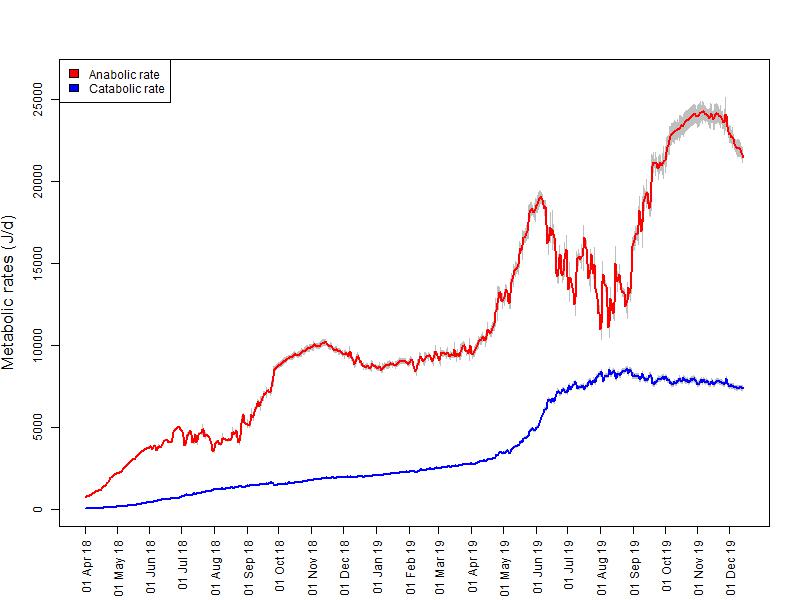 Anabolic rate
Catabolic rate
Metabolic rates (J/d)
25000
20000
15000
10000
5000
0
01 Apr 18
01 May 18
01 Jun 18
01 Jul 18
01 Aug 18
01 Sep 18
01 Oct 18
01 Nov 18
01 Dec 18
01 Jan 19
01 Feb 19
01 Mar 19
01 Apr 19
01 May 19
01 Jun 19
01 Jul 19
01 Aug 19
01 Sep 19
01 Oct 19
01 Nov 19
01 Dec 19